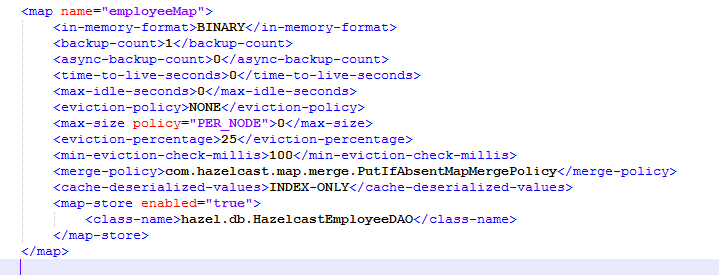 <map name="employeeMap">
<in-memory-format>BINARY</in-memory-format>
<backup-count>1</backup-count>
<async-backup-count>0</async-backup-count>
<time-to-live-seconds>0</time-to-live-seconds>
<max-idle-seconds>0</max-idle-seconds>
<eviction-policy>NONE</eviction-policy>
<max-size policy="PER_NODE">0</max-size>
<eviction-percentage>25</eviction-percentage>
<min-eviction-check-millis>100</min-eviction-check-millis>
<merge-policy>com.hazelcast.map.merge.PutIfAbsentMapMergePolicy</merge-policy>
<cache-deserialized-values>INDEX-ONLY</cache-deserialized-values>
<map-store enabled="true">
<class-name>hazel.db.HazelcastEmployeeDAO</class-name>
</map-store>
</map>